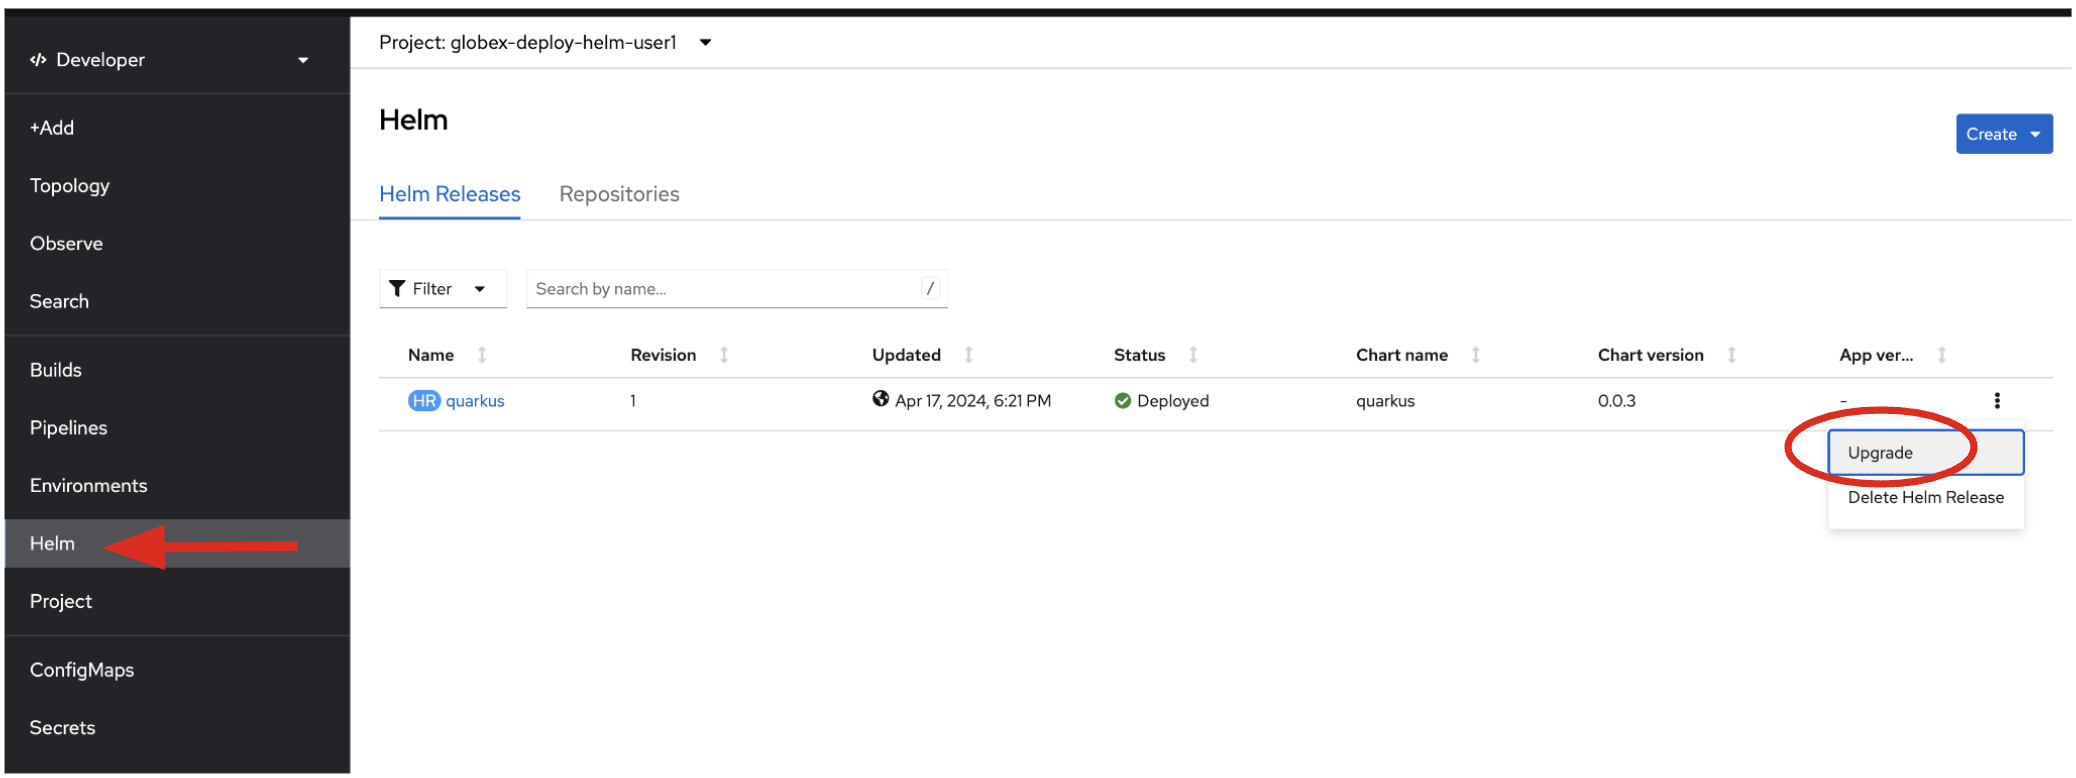 Developer
+Add
Topology
Observe
Search
Builds
Pipelines
Environments
Helm
Project
ConfigMaps
Secrets
Project: globex-deploy-helm-user1
Helm
Create
Helm Releases Repositories
Filter Search by name... /
Name Revision Updated Status Chart name Chart version App ver...
HR quarkus 1 Apr 17, 2024, 6:21 PM Deployed quarkus 0.0.3 -
Upgrade
Delete Helm Release